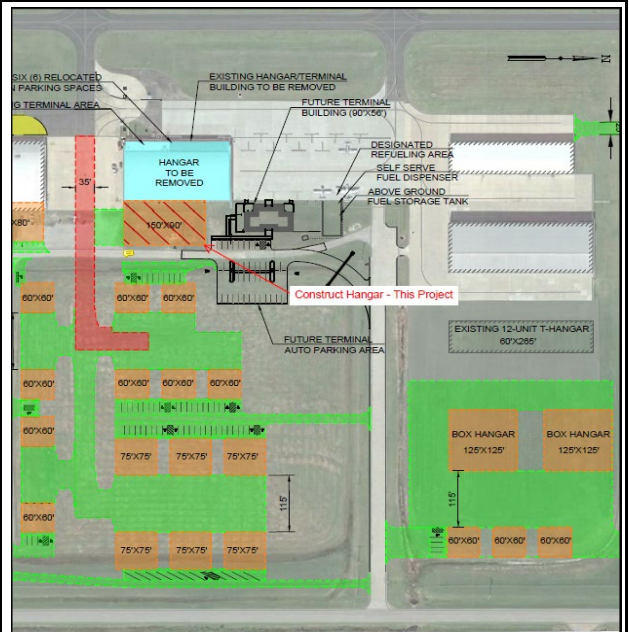 SIX (6) RELOCATED
N PARKING SPACES
G TERMINAL AREA
EXISTING HANGAR/TERMINAL
BUILDING TO BE REMOVED
FUTURE TERMINAL
BUILDING (90'X56')
N
HANGAR
TO BE
REMOVED
DESIGNATED
REFUELING AREA
SELF SERVE
FUEL DISPENSER
ABOVE GROUND
FUEL STORAGE TANK
35'
X80'
150'X90'
Construct Hangar - This Project
60'X60'
60'X60'
60'X60'
FUTURE TERMINAL
AUTO PARKING AREA
EXISTING 12-UNIT T-HANGAR
60'X265'
60'X60'
60'X60'
60'X60'
60'X60'
60'X60'
75'X75'
75'X75'
75'X75'
BOX HANGAR
125'X125'
BOX HANGAR
125'X125'
115'
115'
60'X60'
75'X75'
75'X75'
75'X75'
60'X60'
60'X60'
60'X60'